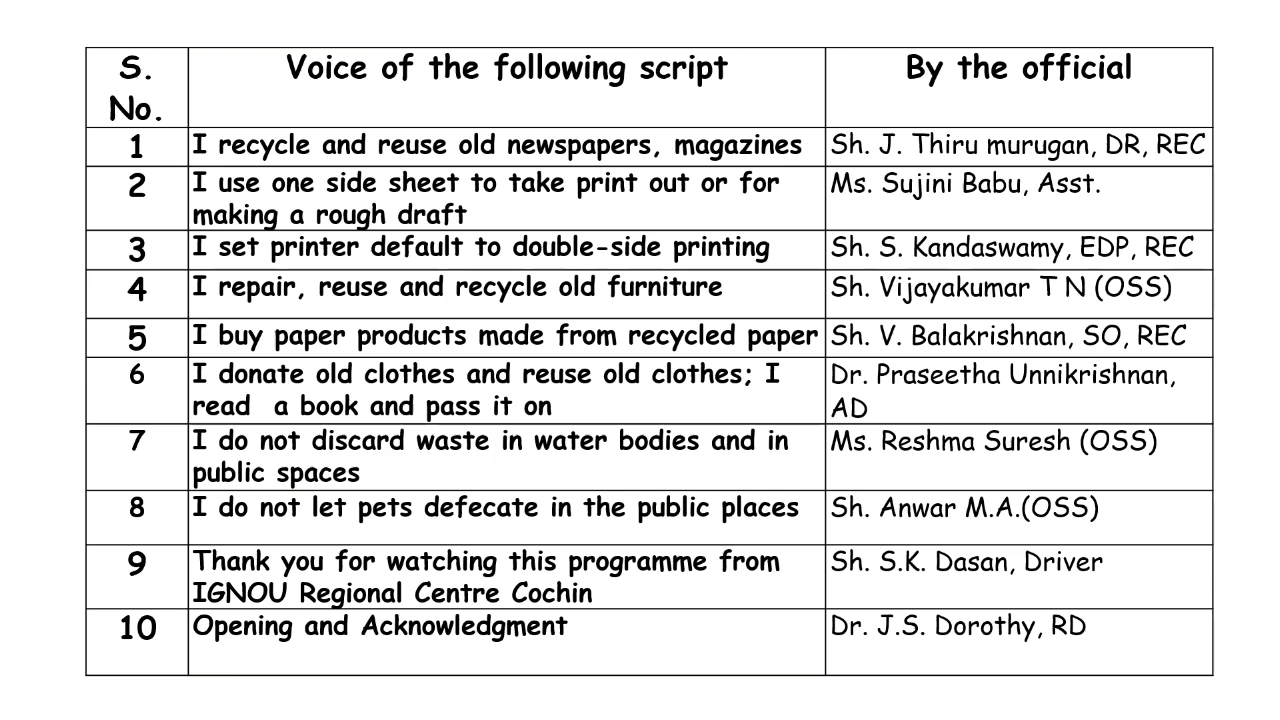 S. No. Voice of the following script By the official
1 I recycle and reuse old newspapers, magazines Sh. J. Thiru murugan, DR, REC
2 I use one side sheet to take print out or for Ms. Sujini Babu, Asst.
making a rough draft
3 I set printer default to double-side printing Sh. S. Kandaswamy, EDP, REC
4 I repair, reuse and recycle old furniture Sh. Vijayakumar T N (OSS)
5 I buy paper products made from recycled paper Sh. V. Balakrishnan, SO, REC
6 I donate old clothes and reuse old clothes; I Dr. Praseetha Unnikrishnan,
read a book and pass it on AD
7 I do not discard waste in water bodies and in Ms. Reshma Suresh (OSS)
public spaces
8 I do not let pets defecate in the public places Sh. Anwar M.A.(OSS)
9 Thank you for watching this programme from Sh. S.K. Dasan, Driver
IGNOU Regional Centre Cochin
10 Opening and Acknowledgment Dr. J.S. Dorothy, RD